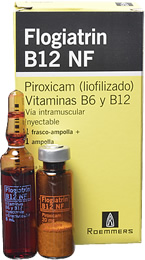 Flogiatrin
B12 NF
Piroxicam (liofilizado)
Vitaminas B6 y B12
Vía intramuscular
Inyectable
1 frasco-ampolla +
1 ampolla
ROEMMERS
Flogiatrin
B12 NF
Flogiatrin
B12 NF
Piroxicam